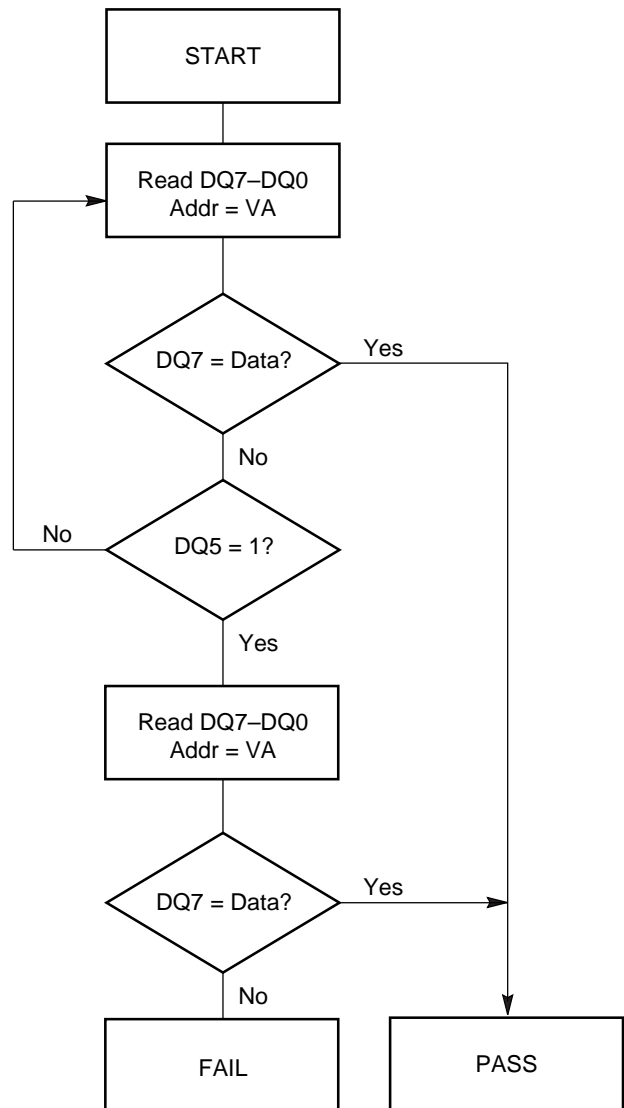 START
Read DQ7–DQ0
Addr = VA
DQ7 = Data?
Yes
No
No
DQ5 = 1?
Yes
Read DQ7–DQ0
Addr = VA
DQ7 = Data?
Yes
No
FAIL
PASS